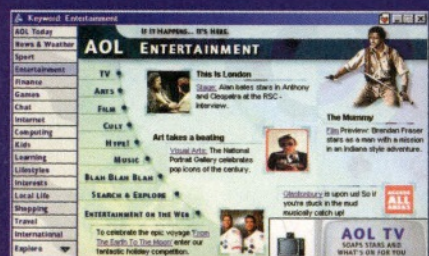 Keyword: Entertainment
AOL Today
News & Weather
Sport
Entertainment
Finance
Games
Chat
Internet
Computing
Kids
Learning
Lifestyles
Interests
Local Life
Shopping
Travel
International
Explore
IF IT HAPPENS... IT'S HERE.
AOL ENTERTAINMENT
TV
ARTS
FILM
CULT
HYPE!
MUSIC
BLAH BLAH BLAH
SEARCH & EXPLORE
ENTERTAINMENT ON THE WEB
This Is London
Stage: Alan bates stars in Anthony
and Cleopatra at the RSC -
interview.
Art takes a beating
Visual Arts: The National
Portrait Gallery celebrates
pop icons of the century.
To celebrate the epic voyage 'From
The Earth To The Moon' enter our
fantastic holiday competition.
The Mummy
Film Preview: Brendan Fraser
stars as a man with a mission
in an Indiana style adventure.
Glastonbury is upon us! So if
you're stuck in the mud
musically catch up!
ACCESS
ALL
AREAS
AOL TV
SOAPS STARS AND
WHAT'S ON FOR YOU